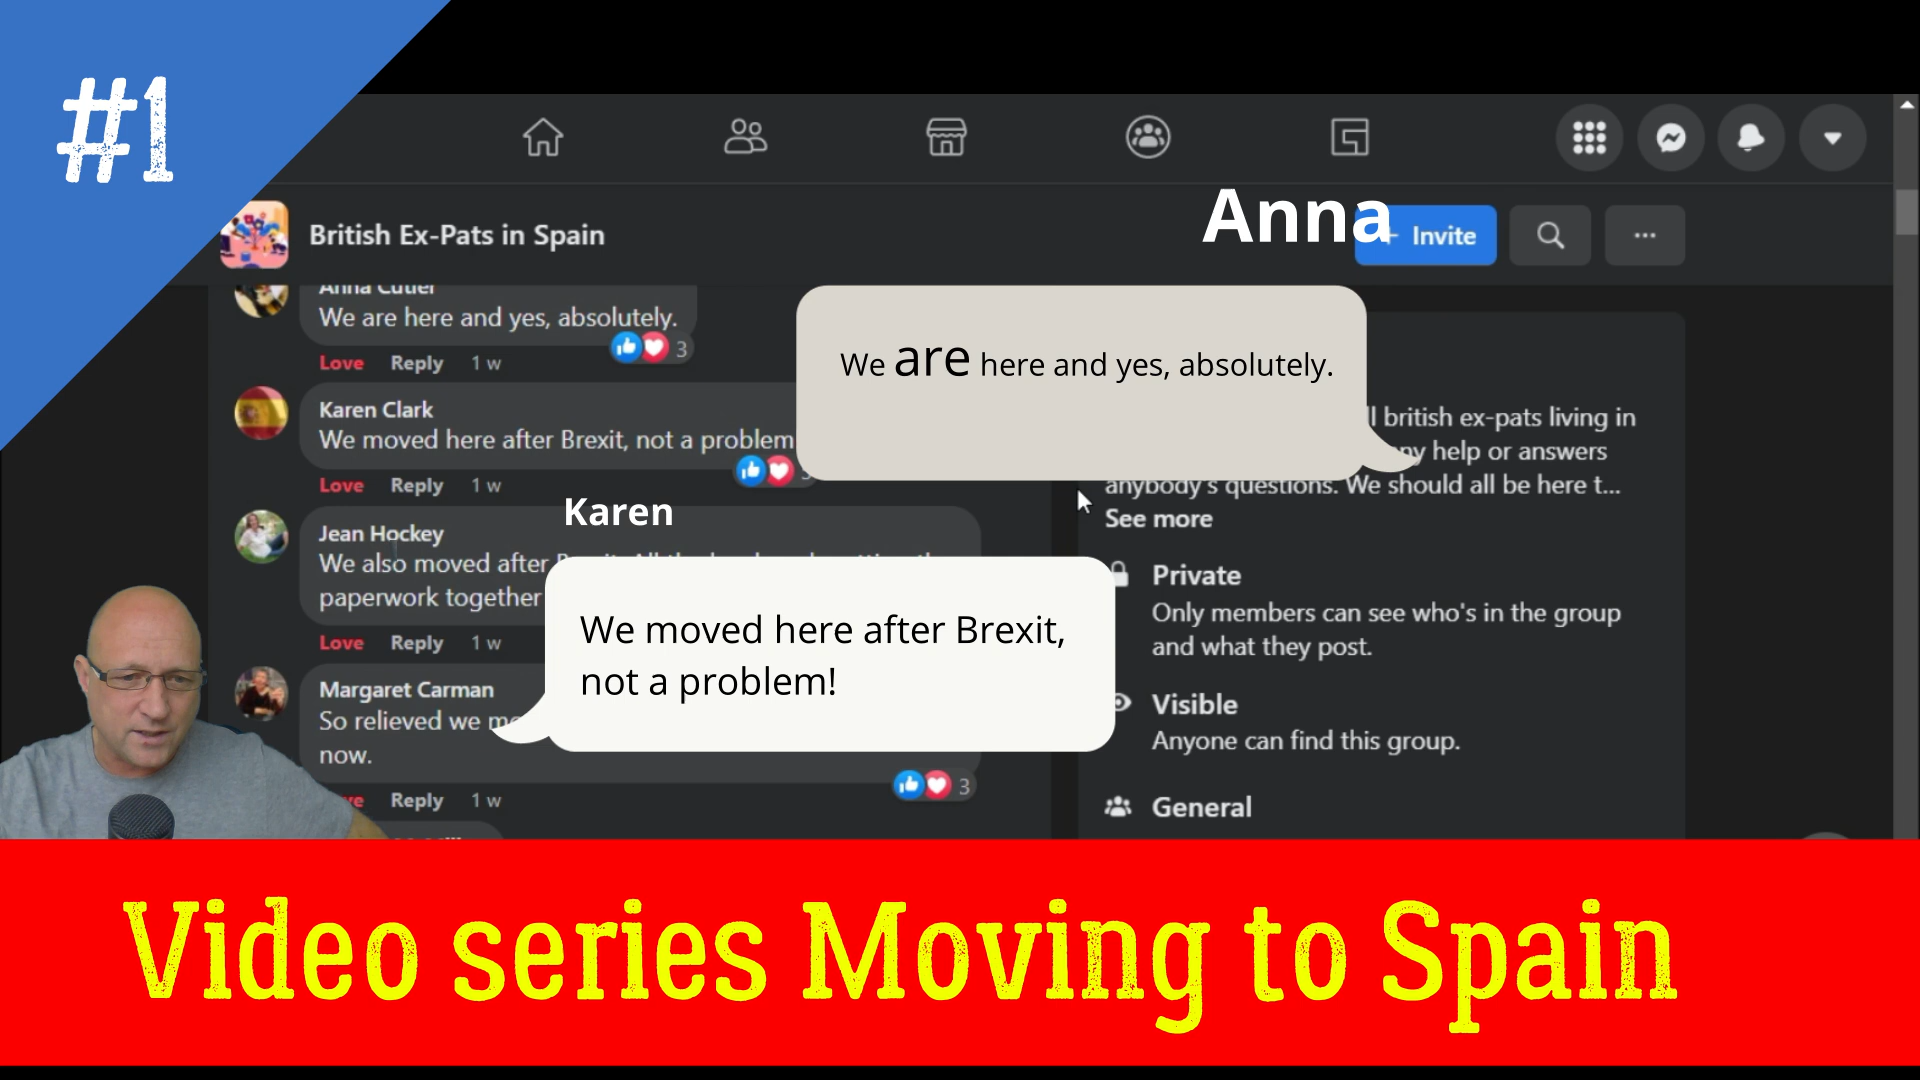 #1
British Ex-Pats in Spain
Anna
Invite
Anna Cutler
We are here and yes, absolutely.
3
Love Reply 1 w
We are here and yes, absolutely.
Karen Clark
We moved here after Brexit, not a problem
Love Reply 1 w
british ex-pats living in
help or answers
anybody's questions. We should all be here t...
See more
Karen
Jean Hockey
We also moved after
paperwork together
Love Reply 1 w
We moved here after Brexit,
not a problem!
Margaret Carman
So relieved we
now.
3
Reply 1 w
Private
Only members can see who's in the group
and what they post.
Visible
Anyone can find this group.
General
Video series Moving to Spain